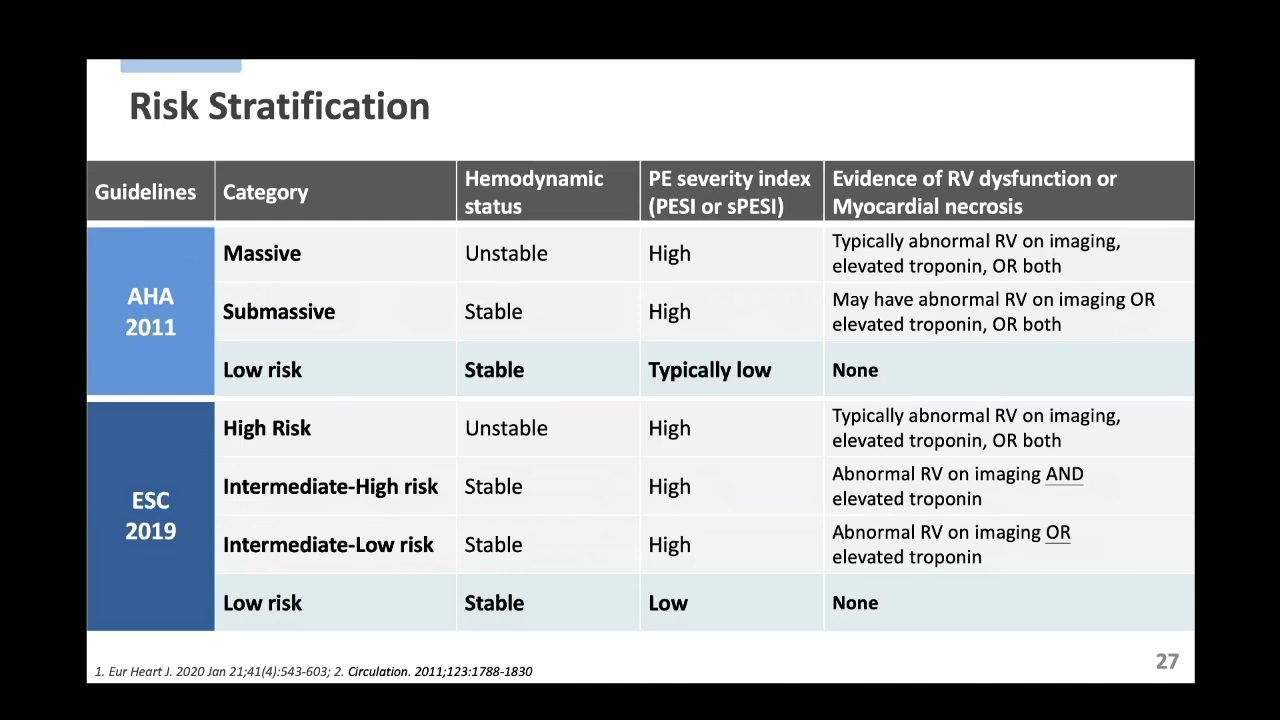 Risk Stratification
Guidelines
Category
Hemodynamic
status
PE severity index
(PESI or sPESI)
Evidence of RV dysfunction or
Myocardial necrosis
AHA
2011
Massive
Unstable
High
Typically abnormal RV on imaging,
elevated troponin, OR both
Submassive
Stable
High
May have abnormal RV on imaging OR
elevated troponin, OR both
Low risk
Stable
Typically low
None
ESC
2019
High Risk
Unstable
High
Typically abnormal RV on imaging,
elevated troponin, OR both
Intermediate-High risk
Stable
High
Abnormal RV on imaging AND
elevated troponin
Intermediate-Low risk
Stable
High
Abnormal RV on imaging OR
elevated troponin
Low risk
Stable
Low
None
1. Eur Heart J. 2020 Jan 21;41(4):543-603; 2. Circulation. 2011;123:1788-1830
27